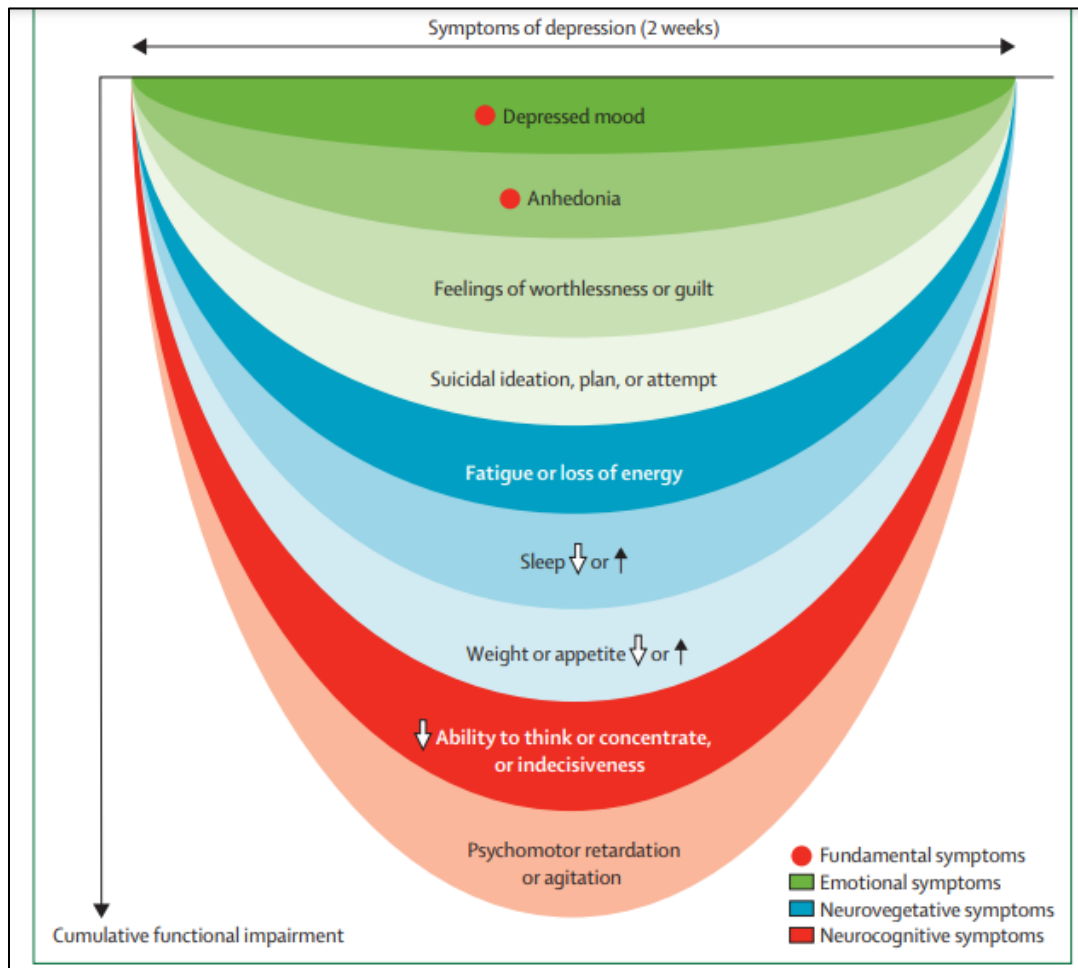 Symptoms of depression (2 weeks)
Depressed mood
Anhedonia
Feelings of worthlessness or guilt
Suicidal ideation, plan, or attempt
Fatigue or loss of energy
Sleep ⇩ or ↑
Weight or appetite ⇩ or ↑
⇩ Ability to think or concentrate,
or indecisiveness
Psychomotor retardation
or agitation
Fundamental symptoms
Emotional symptoms
Neurovegetative symptoms
Neurocognitive symptoms
Cumulative functional impairment